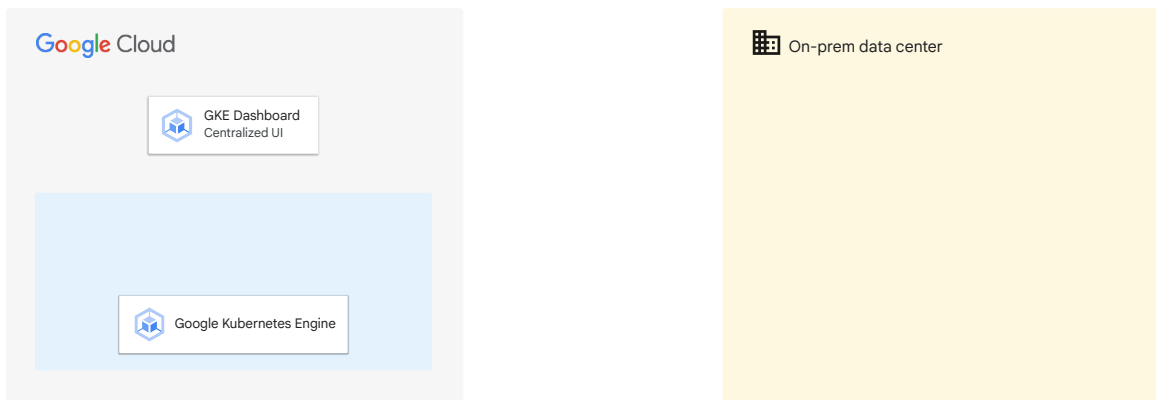 Google Cloud
On-prem data center
GKE Dashboard
Centralized UI
Google Kubernetes Engine